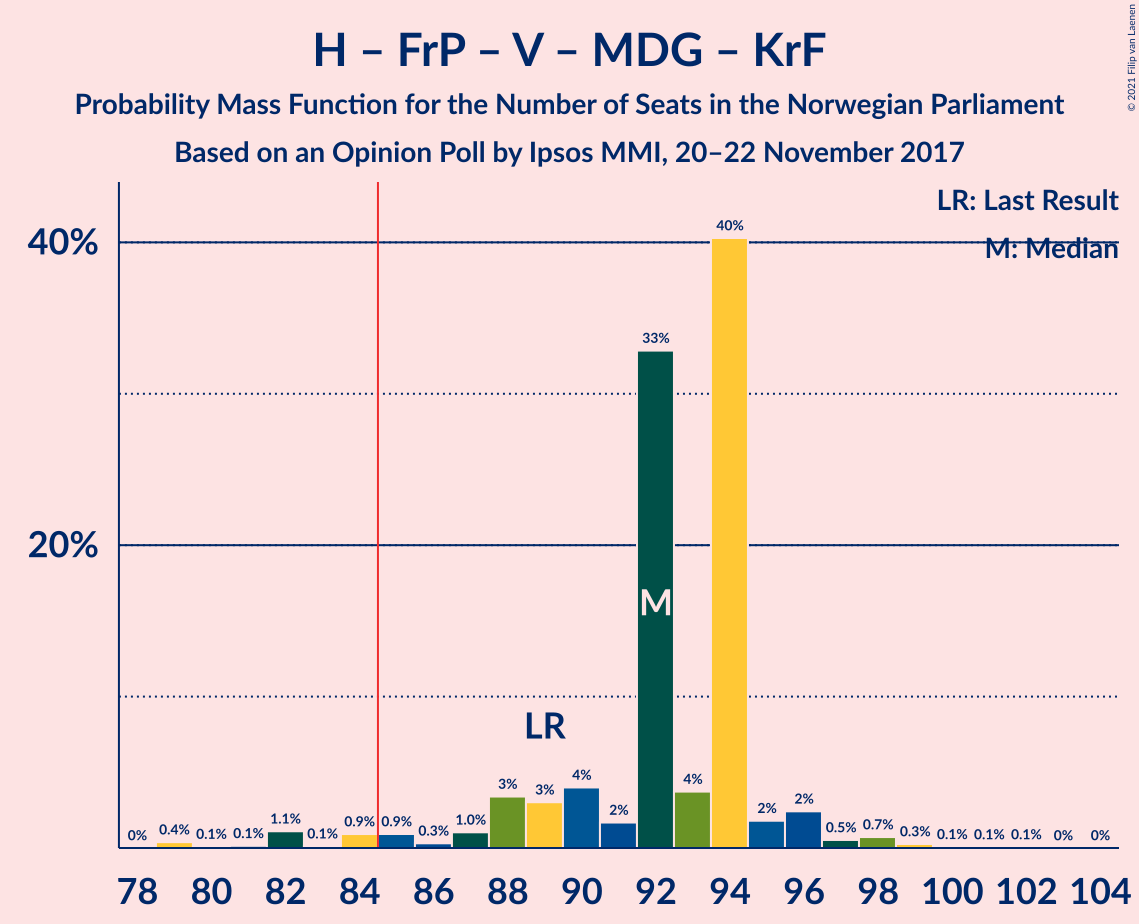 H – FrP – V – MDG – KrF
Probability Mass Function for the Number of Seats in the Norwegian Parliament
Based on an Opinion Poll by Ipsos MMI, 20–22 November 2017
© 2021 Filip van Laenen
LR: Last Result
M: Median
40%
20%
0% 0.4% 0.1% 0.1% 1.1% 0.1% 0.9% 0.9% 0.3% 1.0% 3% 3% 4% 2% 33% 4% 40% 2% 2% 0.5% 0.7% 0.3% 0.1% 0.1% 0.1% 0% 0%
LR
M
78 80 82 84 86 88 90 92 94 96 98 100 102 104